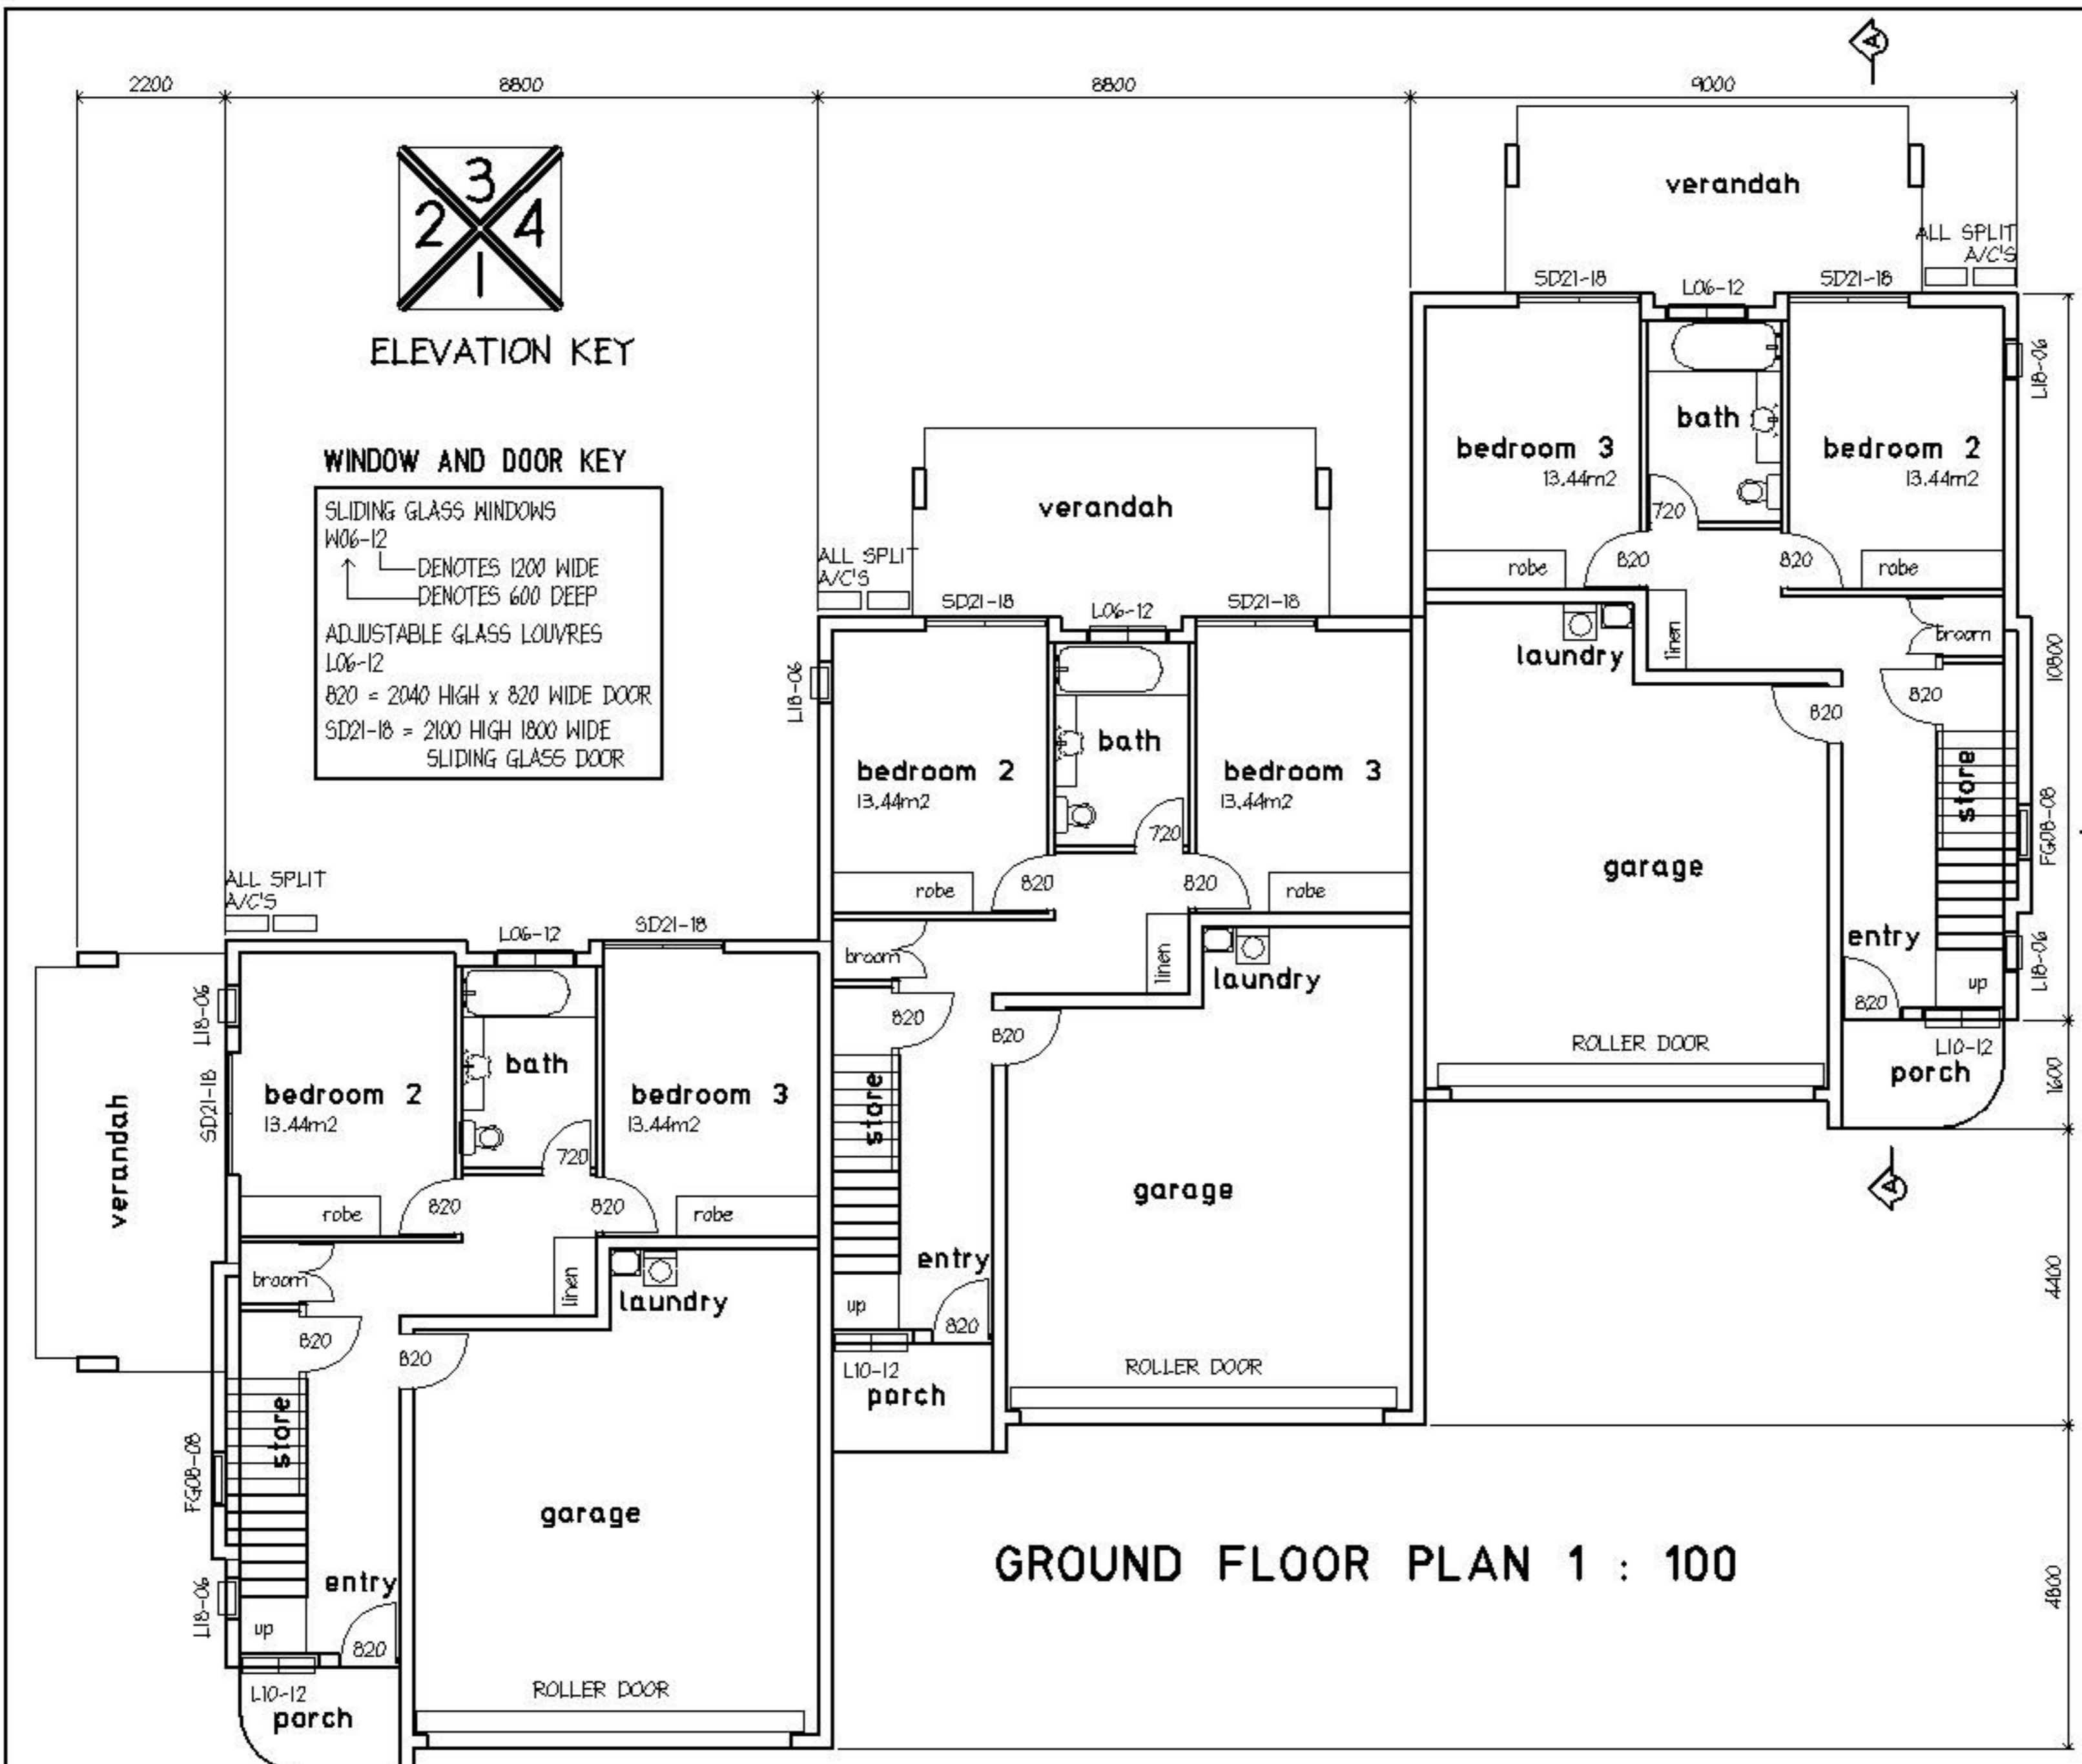 2200
8800
8800
9000
A
3
2
4
1
ELEVATION KEY
WINDOW AND DOOR KEY
SLIDING GLASS WINDOWS
W06-12
DENOTES 1200 WIDE
DENOTES 600 DEEP
ADJUSTABLE GLASS LOUVRES
L06-12
820 = 2040 HIGH x 820 WIDE DOOR
SD21-18 = 2100 HIGH 1800 WIDE
SLIDING GLASS DOOR
verandah
ALL SPLIT
A/C'S
SD21-18
L06-12
SD21-18
L18-06
bath
bedroom 3
13.44m2
bedroom 2
13.44m2
720
robe
820
820
robe
linen
broom
laundry
820
820
store
10800
FG08-08
garage
entry
L18-06
up
820
ROLLER DOOR
L10-12
porch
1600
A
4400
4800
verandah
ALL SPLIT
A/C'S
SD21-18
L06-12
SD21-18
L18-06
bath
bedroom 2
13.44m2
bedroom 3
13.44m2
720
robe
820
820
robe
broom
linen
laundry
820
820
store
garage
entry
up
820
L10-12
porch
ROLLER DOOR
ALL SPLIT
A/C'S
L06-12
SD21-18
L18-06
SD21-18
verandah
bath
bedroom 2
13.44m2
bedroom 3
13.44m2
720
robe
820
820
robe
broom
linen
laundry
820
820
store
FG08-08
garage
entry
L18-06
up
820
L10-12
porch
ROLLER DOOR
GROUND FLOOR PLAN 1 : 100